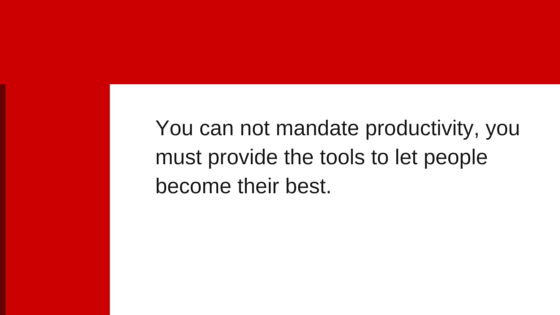 You can not mandate productivity, you
must provide the tools to let people
become their best.